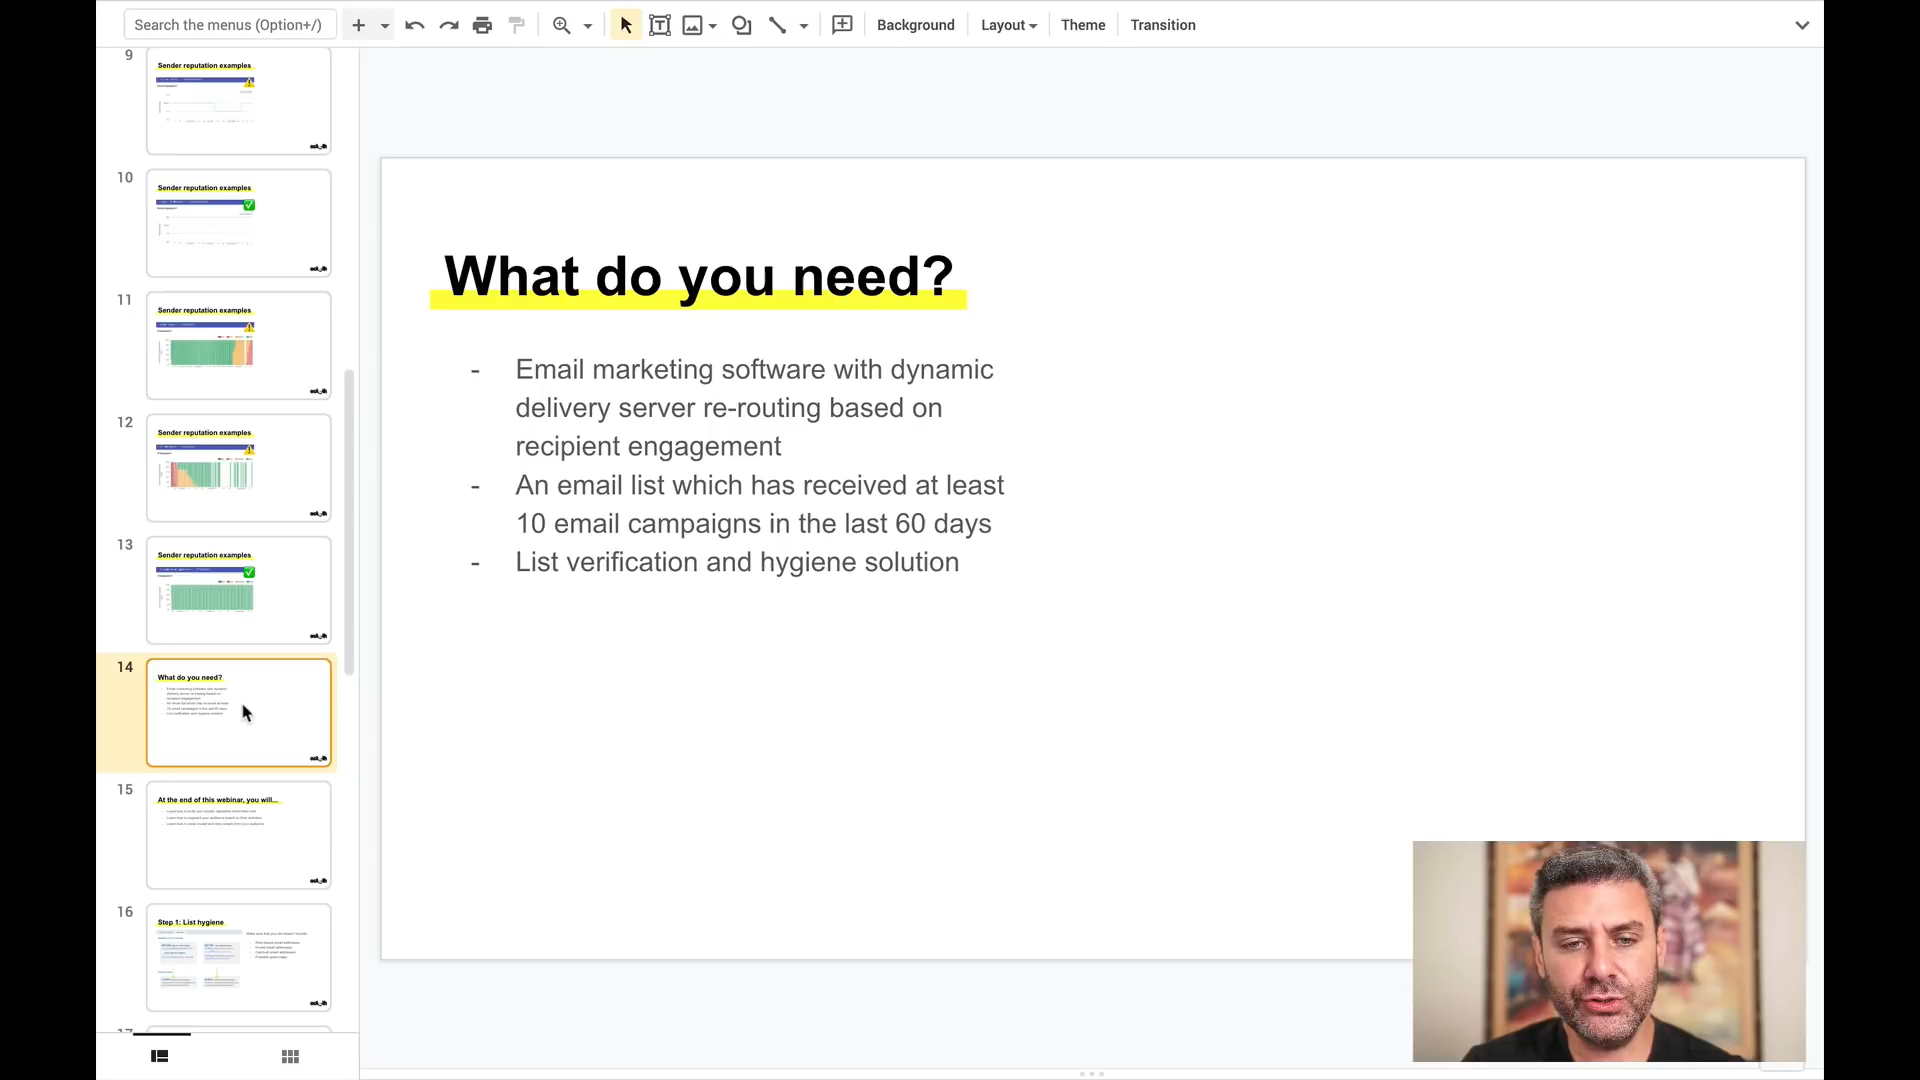 Search the menus (Option+/)
Background
Layout
Theme
Transition
9
Sender reputation examples
10
Sender reputation examples
11
Sender reputation examples
12
Sender reputation examples
13
Sender reputation examples
14
What do you need?
15
At the end of this webinar, you will...
16
Step 1: List hygiene
17
What do you need?
- Email marketing software with dynamic
delivery server re-routing based on
recipient engagement
- An email list which has received at least
10 email campaigns in the last 60 days
- List verification and hygiene solution